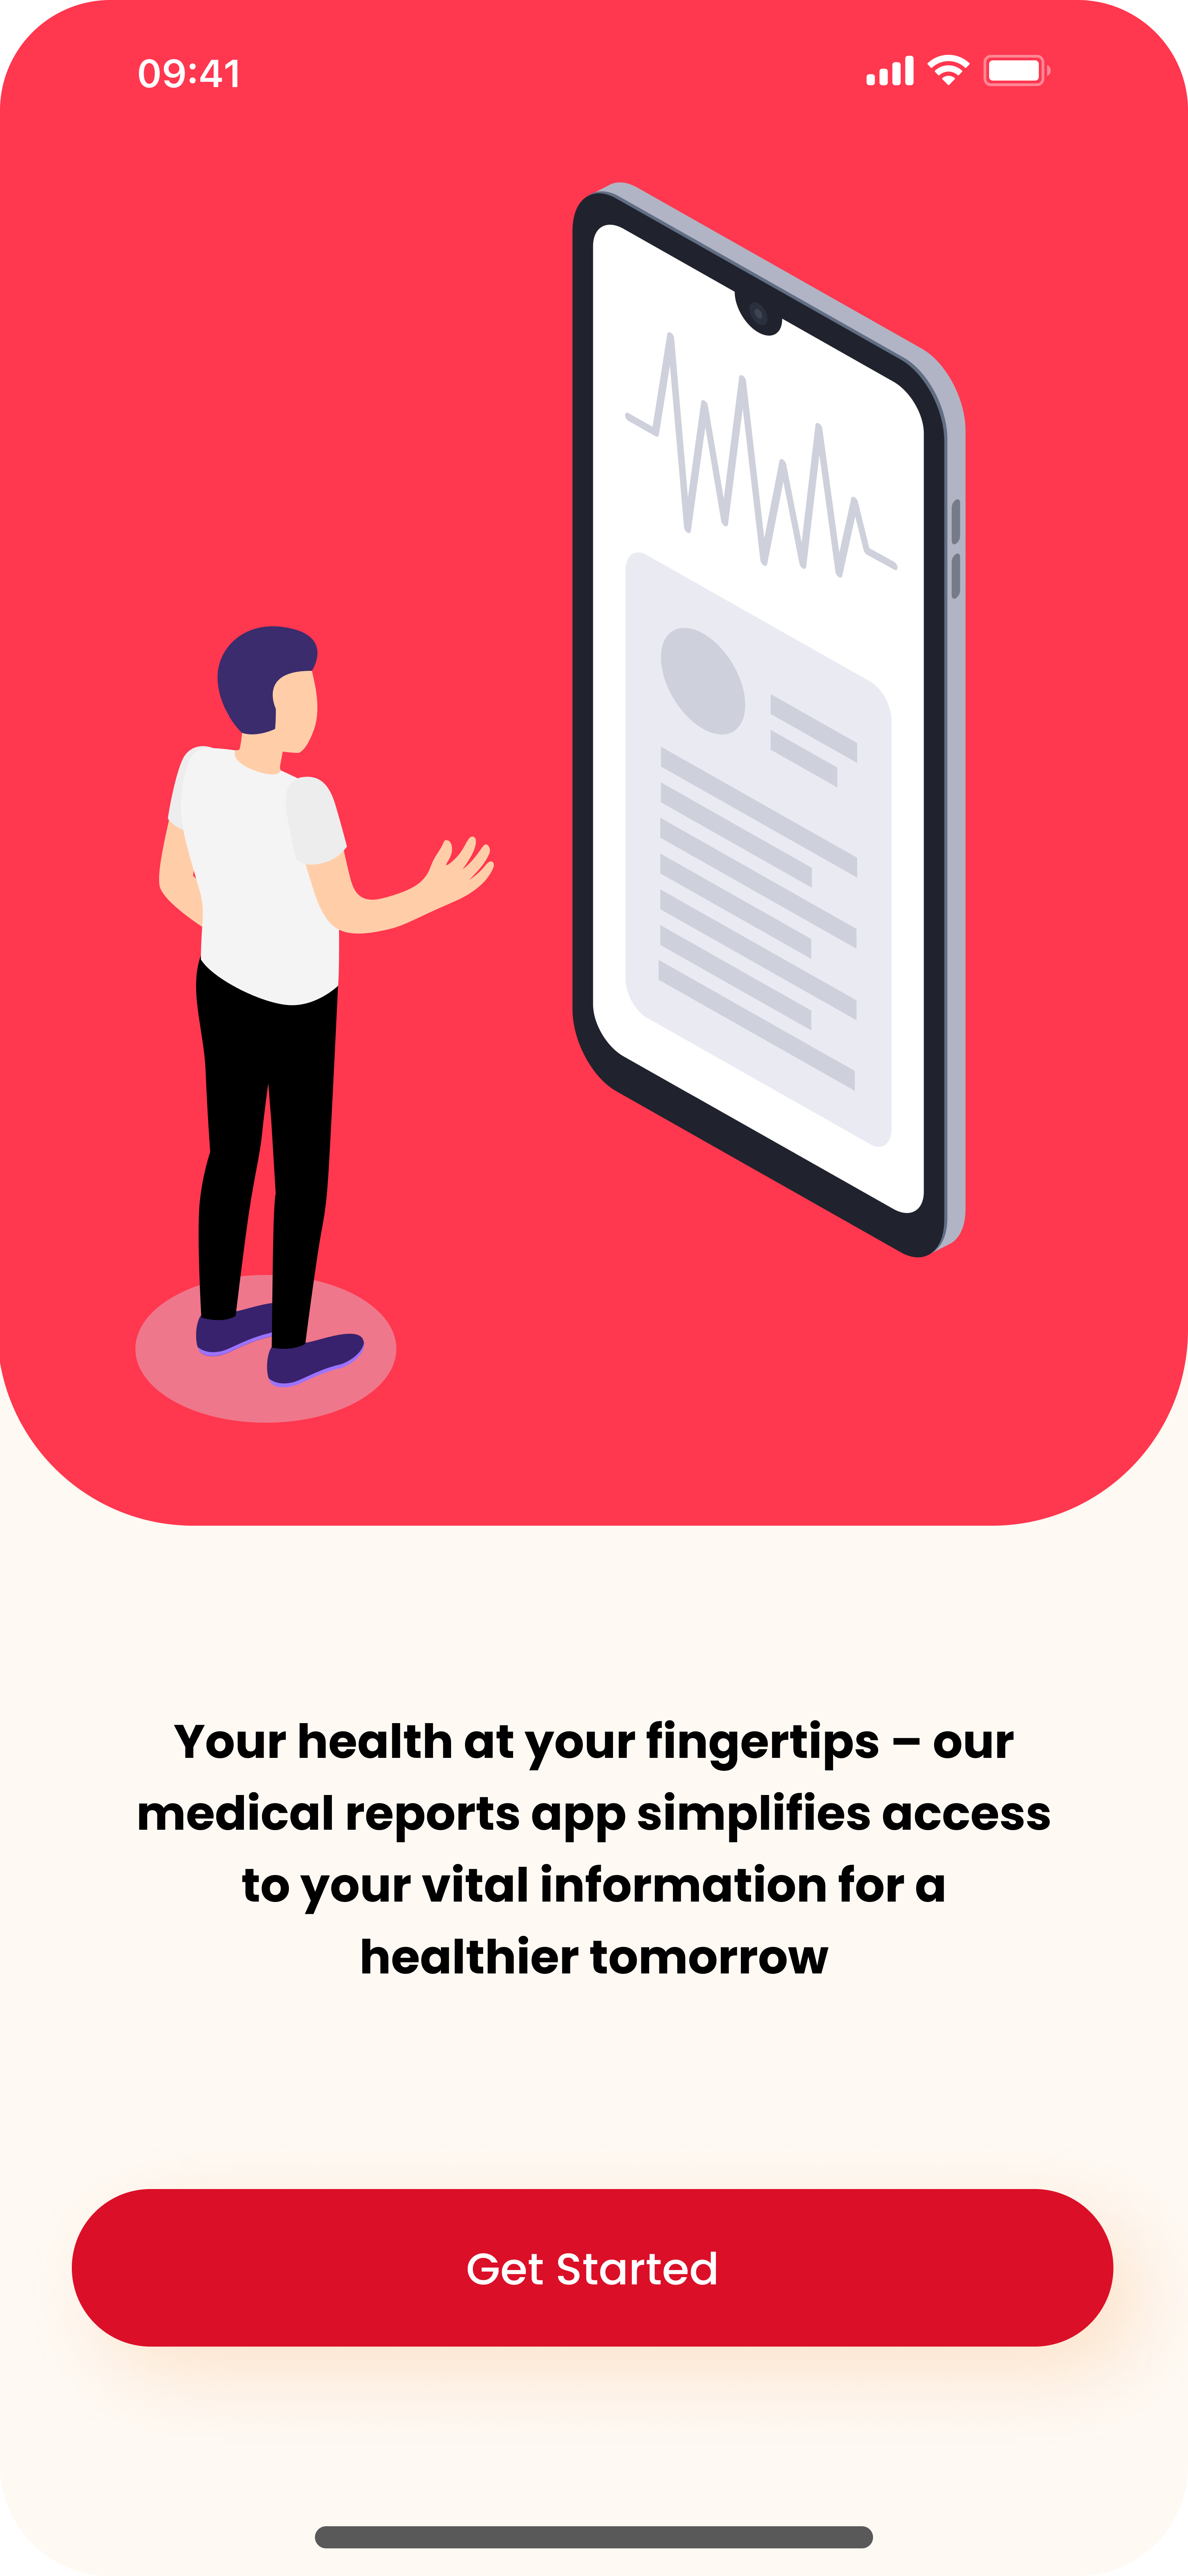 09:41
Your health at your fingertips – our
medical reports app simplifies access
to your vital information for a
healthier tomorrow
Get Started